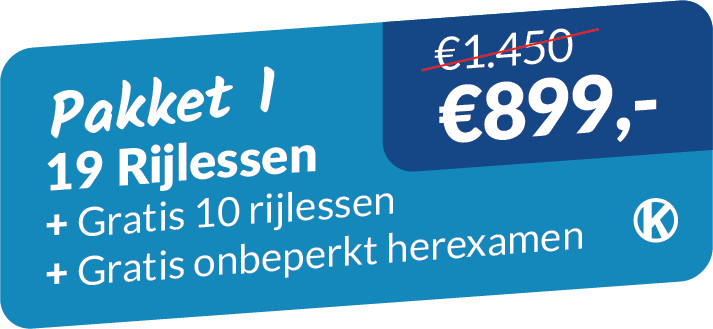 Pakket 1
€1.450
€899,-
19 Rijlessen
+ Gratis 10 rijlessen
+ Gratis onbeperkt herexamen
K